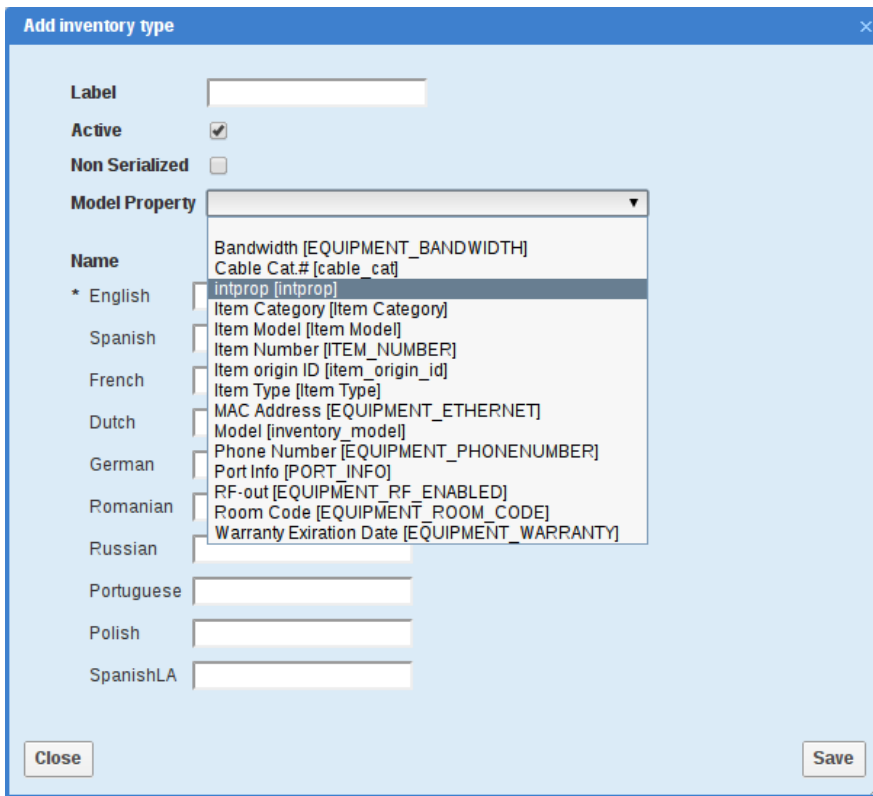 Add inventory type ×
Label
Active
Non Serialized
Model Property
Bandwidth [EQUIPMENT_BANDWIDTH]
Cable Cat.# [cable_cat]
intprop [intprop]
Item Category [Item Category]
Item Model [Item Model]
Item Number [ITEM_NUMBER]
Item origin ID [item_origin_id]
Item Type [Item Type]
MAC Address [EQUIPMENT_ETHERNET]
Model [inventory_model]
Phone Number [EQUIPMENT_PHONENUMBER]
Port Info [PORT_INFO]
RF-out [EQUIPMENT_RF_ENABLED]
Room Code [EQUIPMENT_ROOM_CODE]
Warranty Exiration Date [EQUIPMENT_WARRANTY]
Name
* English
Spanish
French
Dutch
German
Romanian
Russian
Portuguese
Polish
SpanishLA
Close Save